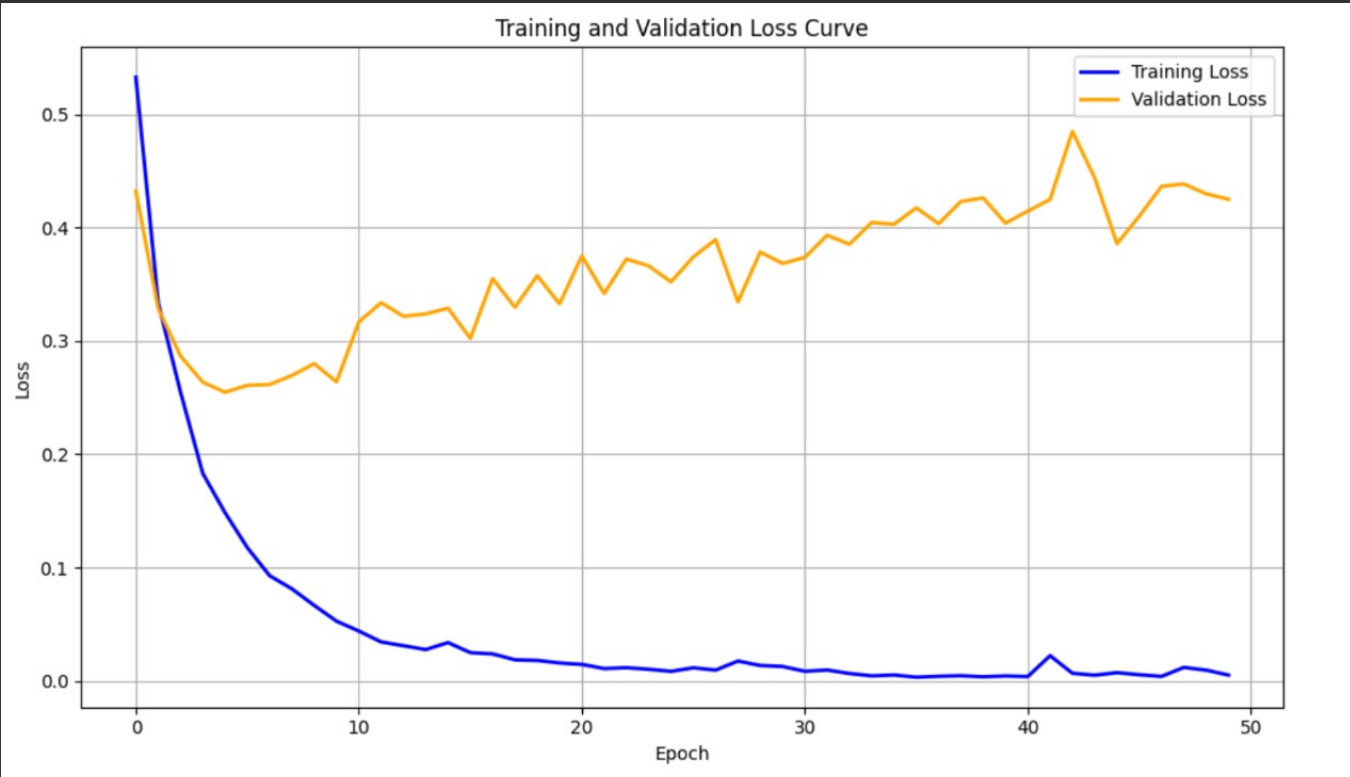 Training and Validation Loss Curve
Training Loss
Validation Loss
0.5
0.4
0.3
0.2
0.1
0.0
Loss
0 10 20 30 40 50
Epoch